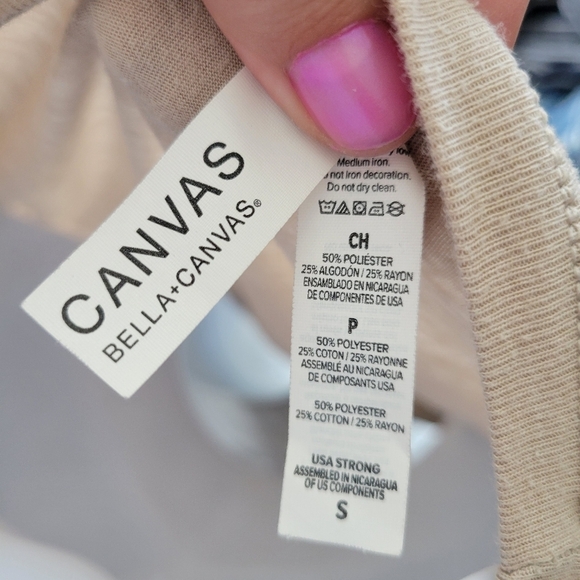 CANVAS
BELLA+CANVAS®
Medium iron.
not iron decoration.
Do not dry clean.
CH
50% POLIÉSTER
25% ALGODÓN / 25% RAYON
ENSAMBLADO EN NICARAGUA
DE COMPONENTES DE USA
P
50% POLYESTER
25% COTON / 25% RAYONNE
ASSEMBLÉ AU NICARAGUA
DE COMPOSANTS USA
50% POLYESTER
25% COTTON / 25% RAYON
USA STRONG
ASSEMBLED IN NICARAGUA
OF US COMPONENTS
S